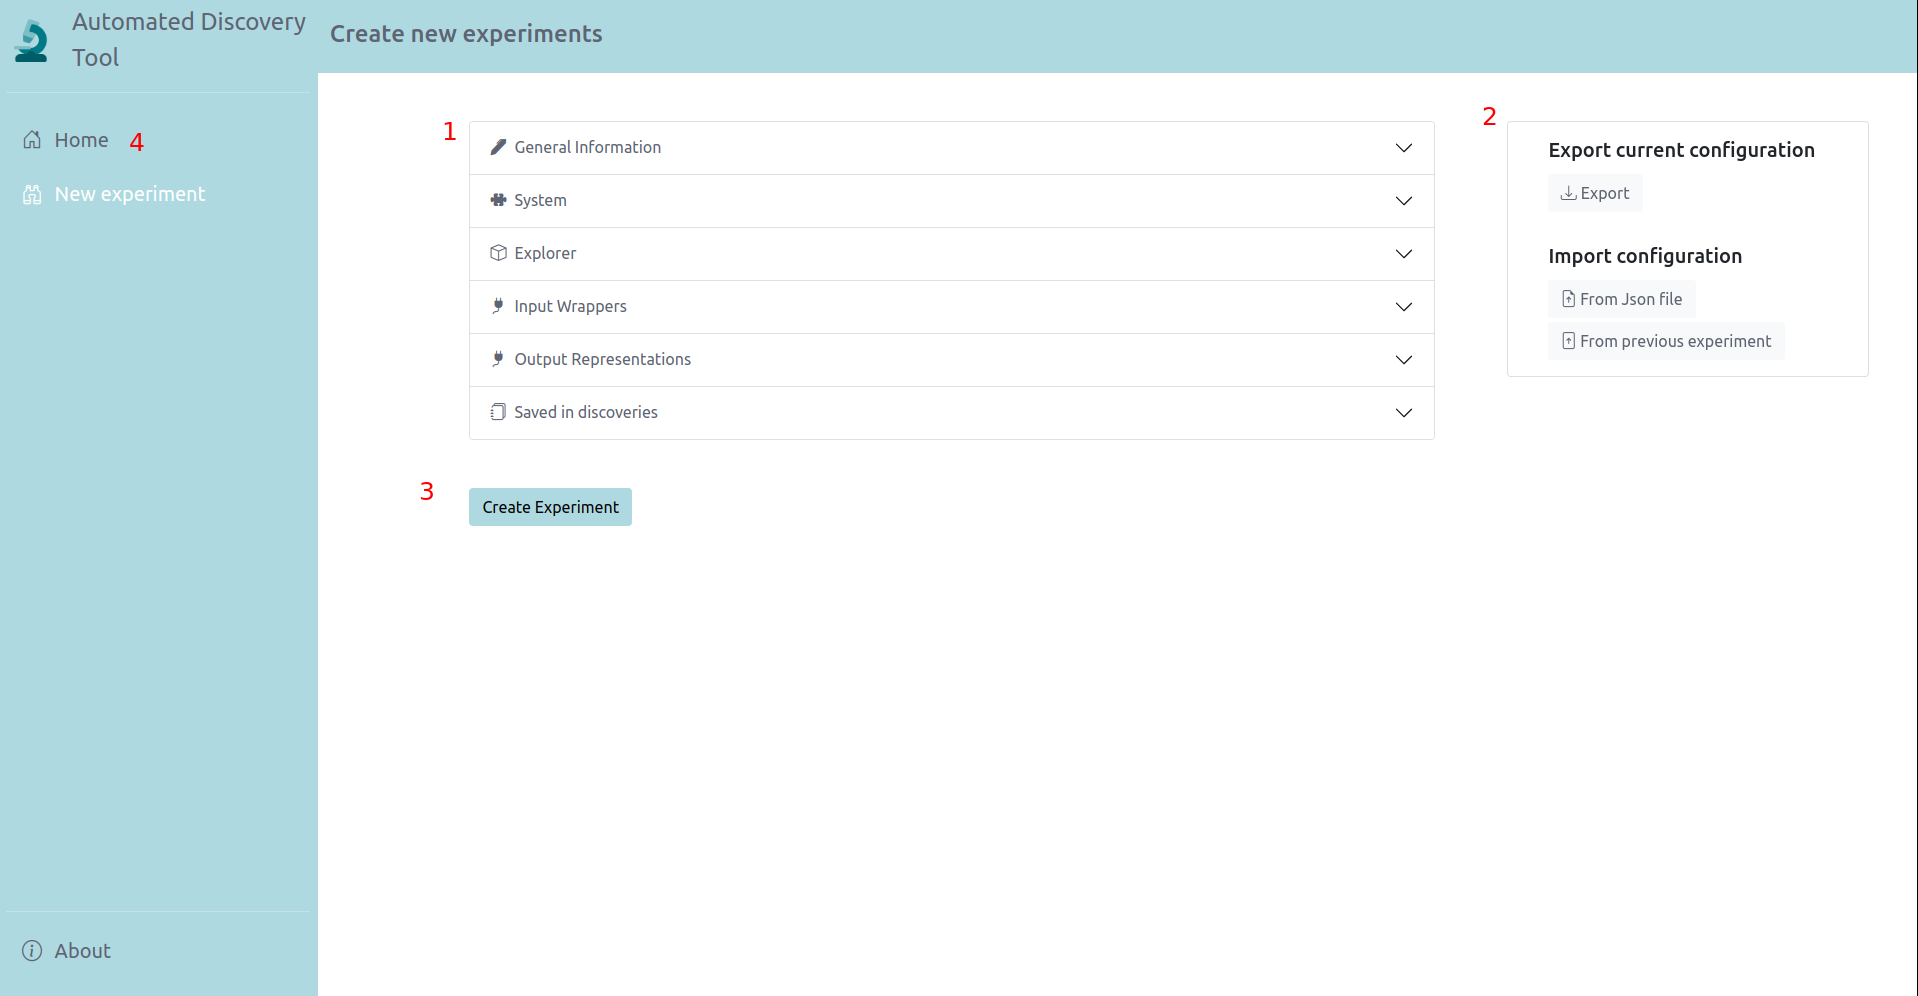 Automated Discovery
Tool
Create new experiments
Home 4
New experiment
1
General Information
System
Explorer
Input Wrappers
Output Representations
Saved in discoveries
2
Export current configuration
Export
Import configuration
From Json file
From previous experiment
3
Create Experiment
About